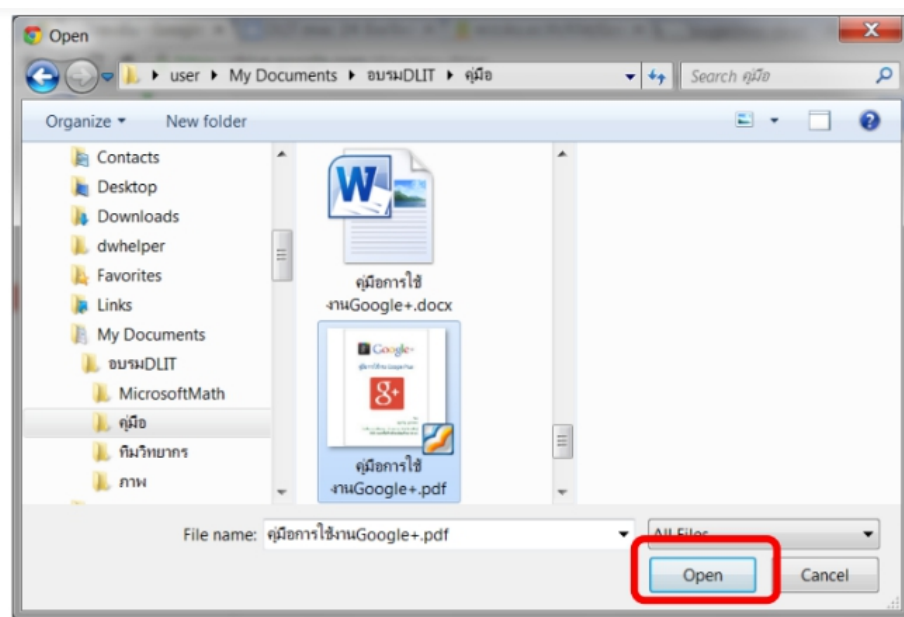 Open
user ▸ My Documents ▸ อบรมDLIT ▸ คู่มือ
Search คู่มือ
Organize
New folder
Contacts
Desktop
Downloads
dwhelper
Favorites
Links
My Documents
อบรมDLIT
MicrosoftMath
คู่มือ
ทีมวิทยากร
ภาพ
W
คู่มือการใช้
งานGoogle+.docx
Google+
g+
คู่มือการใช้
งานGoogle+.pdf
File name: คู่มือการใช้งานGoogle+.pdf
All Files
Open
Cancel